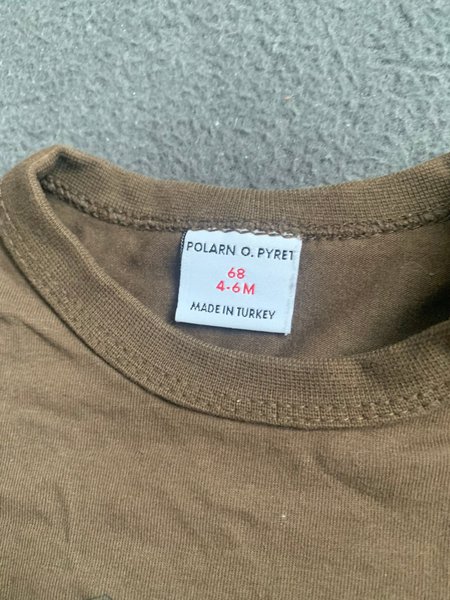 POLARN O. PYRET
68
4-6M
MADE IN TURKEY